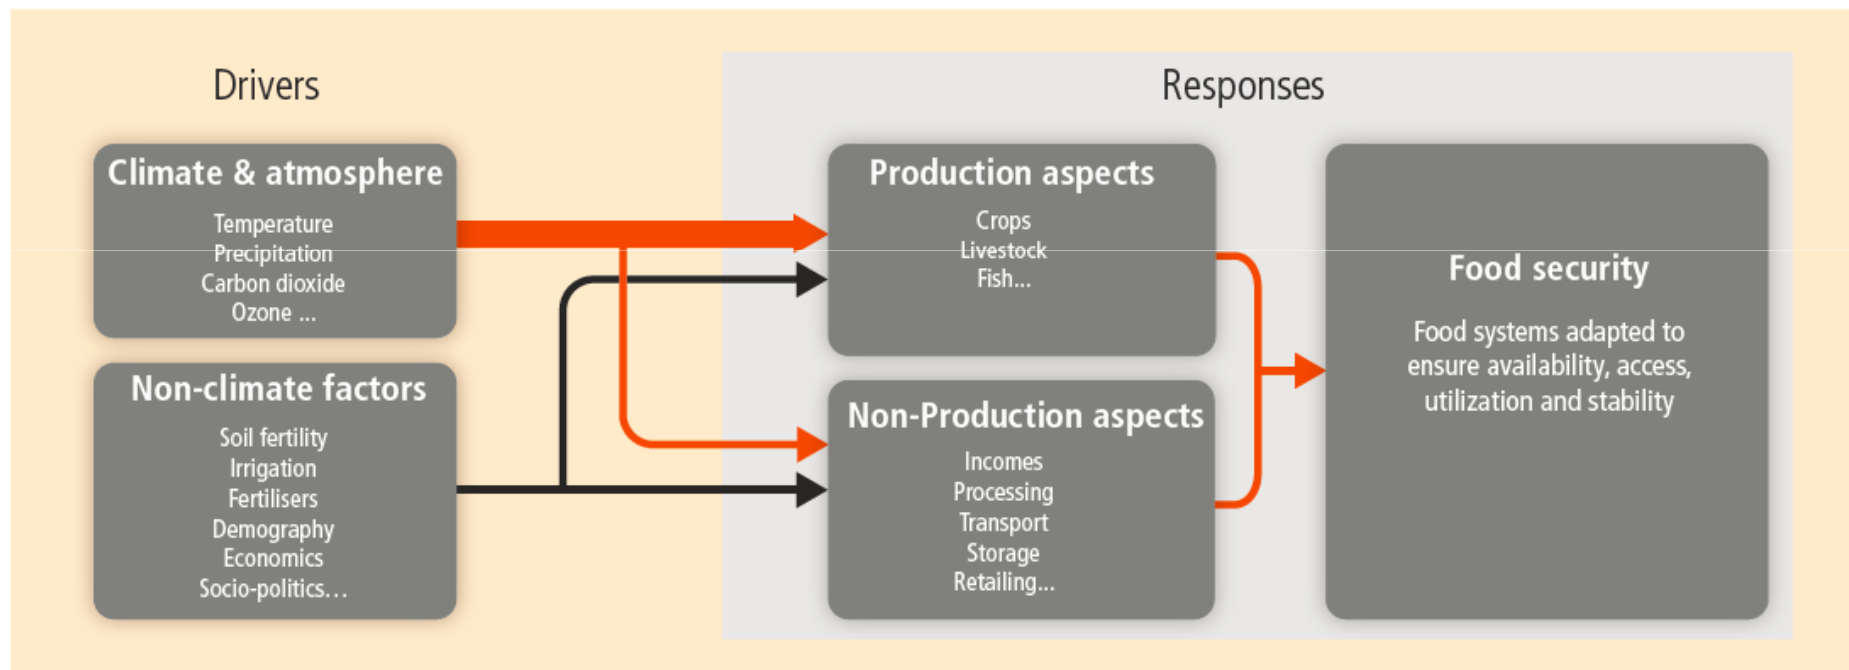 Drivers
Responses
Climate & atmosphere
Temperature
Precipitation
Carbon dioxide
Ozone ...
Non-climate factors
Soil fertility
Irrigation
Fertilisers
Demography
Economics
Socio-politics...
Production aspects
Crops
Livestock
Fish...
Non-Production aspects
Incomes
Processing
Transport
Storage
Retailing...
Food security
Food systems adapted to
ensure availability, access,
utilization and stability